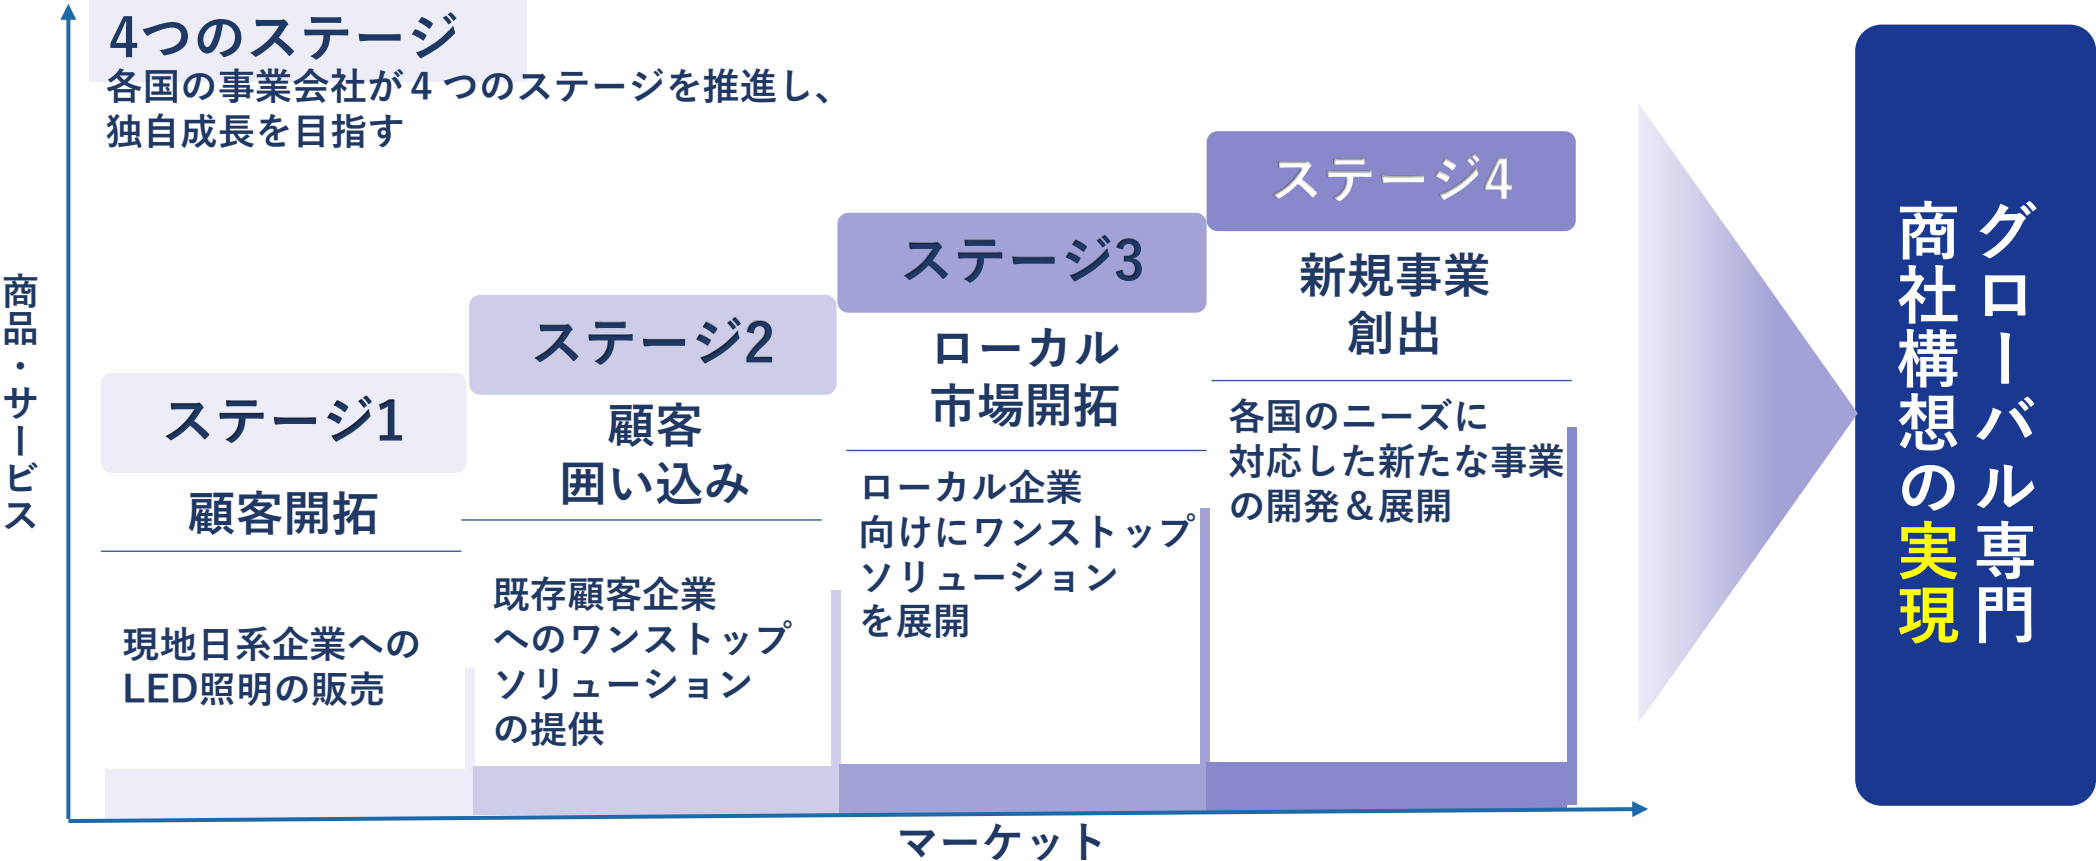 4つのステージ
各国の事業会社が４つのステージを推進し、
独自成長を目指す
商品・サービス
ステージ1
顧客開拓
現地日系企業への
LED照明の販売
ステージ2
顧客
囲い込み
既存顧客企業
へのワンストップ
ソリューション
の提供
ステージ3
ローカル
市場開拓
ローカル企業
向けにワンストップ
ソリューション
を展開
ステージ4
新規事業
創出
各国のニーズに
対応した新たな事業
の開発＆展開
マーケット
グローバル専門
商社構想の実現